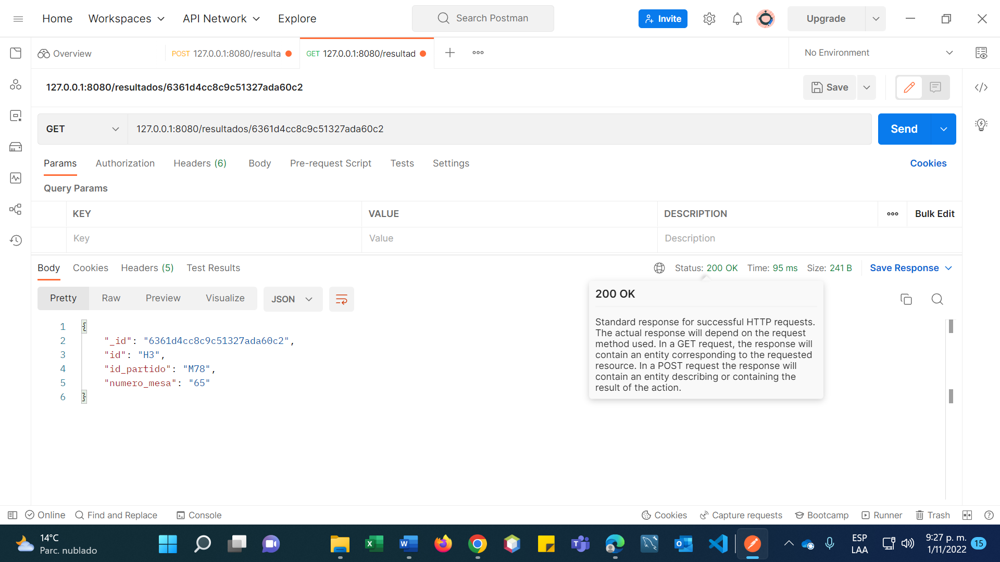 Home Workspaces API Network Explore Search Postman Invite Upgrade
Overview POST 127.0.0.1:8080/resulta GET 127.0.0.1:8080/resultad No Environment
127.0.0.1:8080/resultados/6361d4cc8c9c51327ada60c2 Save
GET 127.0.0.1:8080/resultados/6361d4cc8c9c51327ada60c2 Send
Params Authorization Headers (6) Body Pre-request Script Tests Settings Cookies
Query Params
KEY VALUE DESCRIPTION Bulk Edit
Key Value Description
Body Cookies Headers (5) Test Results Status: 200 OK Time: 95 ms Size: 241 B Save Response
Pretty Raw Preview Visualize JSON
200 OK
Standard response for successful HTTP requests.
The actual response will depend on the request
method used. In a GET request, the response will
contain an entity corresponding to the requested
resource. In a POST request the response will
contain an entity describing or containing the
result of the action.
1 {
2 "_id": "6361d4cc8c9c51327ada60c2",
3 "id": "H3",
4 "id_partido": "M78",
5 "numero_mesa": "65"
6 }
Online Find and Replace Console Cookies Capture requests Bootcamp Runner Trash
14°C
Parc. nublado
ESP
LAA
9:27 p. m.
1/11/2022
15